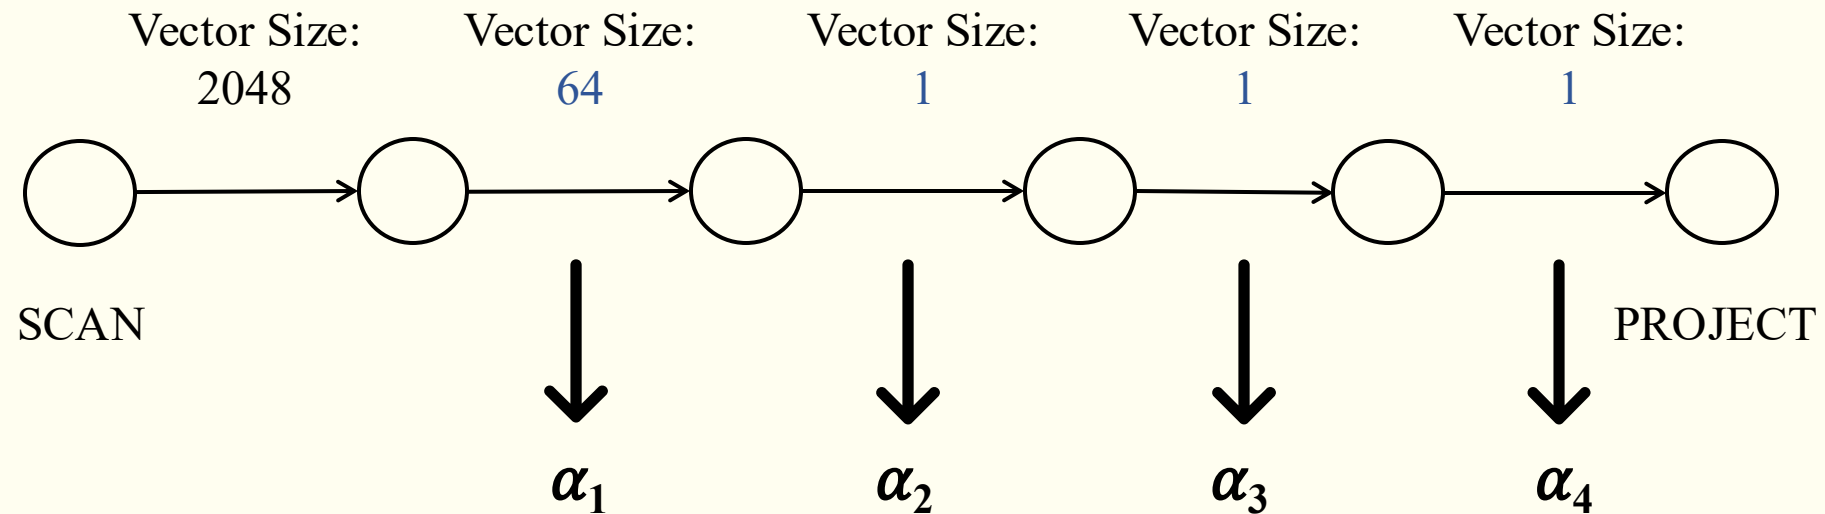 Vector Size: Vector Size: Vector Size: Vector Size: Vector Size:
2048 64 1 1 1
SCAN PROJECT
α₁ α₂ α₃ α₄